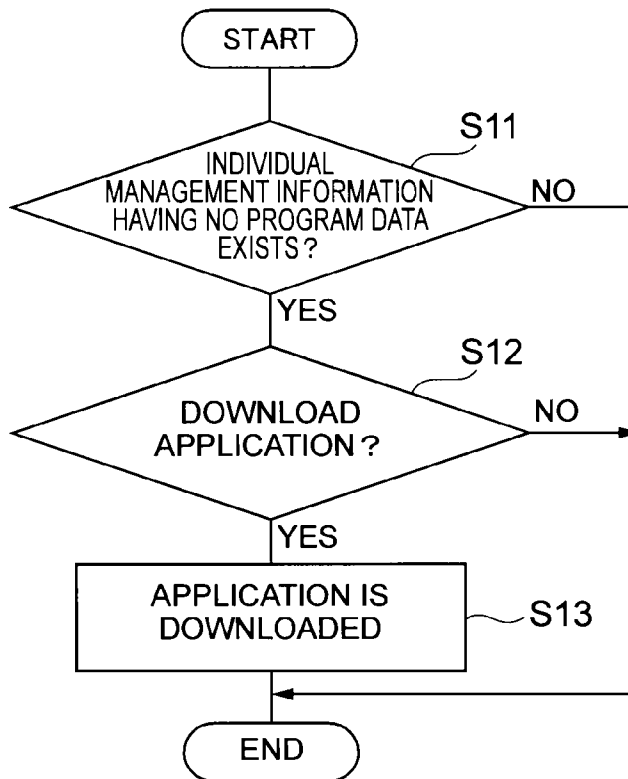 START
S11
INDIVIDUAL
MANAGEMENT INFORMATION
HAVING NO PROGRAM DATA
EXISTS?
NO
YES
S12
DOWNLOAD
APPLICATION?
NO
YES
APPLICATION IS
DOWNLOADED
S13
END